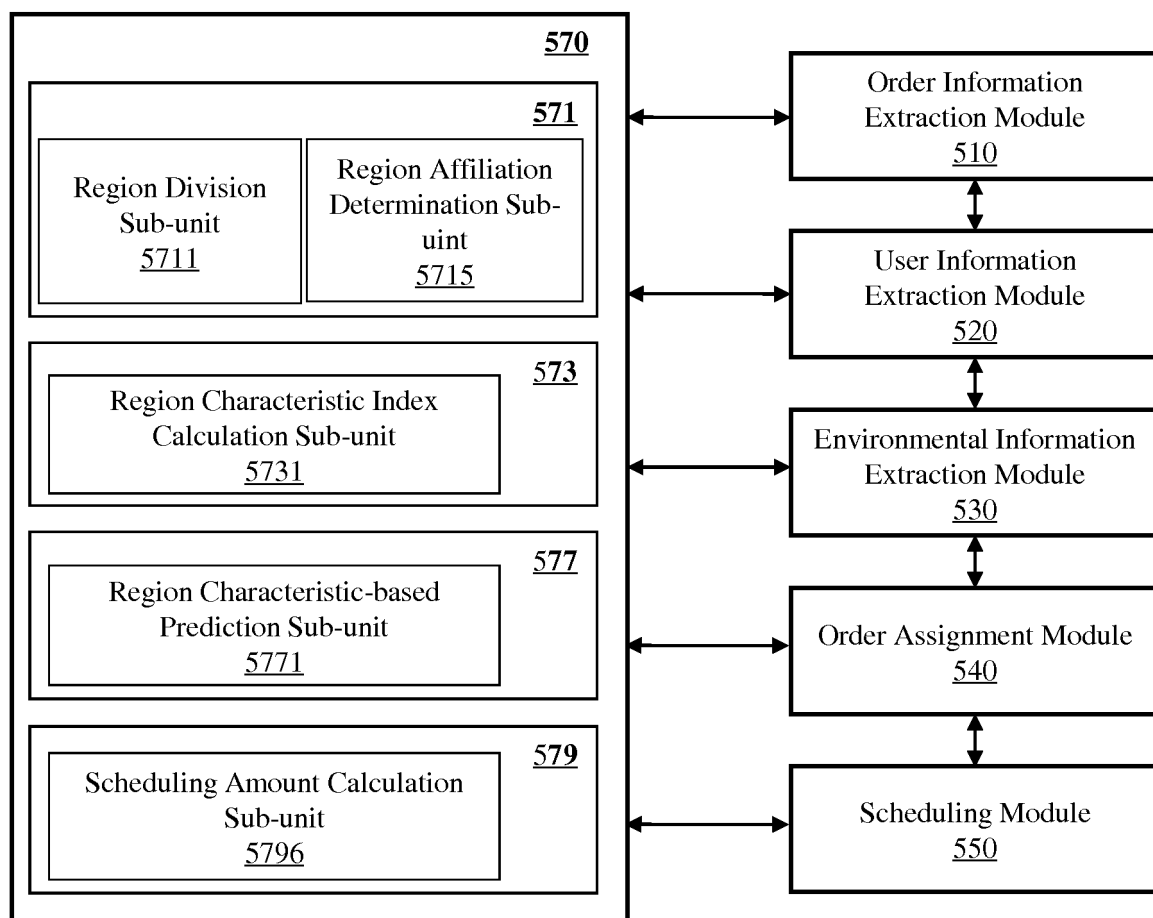 570
571
Region Division
Sub-unit
5711
Region Affiliation
Determination Sub-
uint
5715
573
Region Characteristic Index
Calculation Sub-unit
5731
577
Region Characteristic-based
Prediction Sub-unit
5771
579
Scheduling Amount Calculation
Sub-unit
5796
Order Information
Extraction Module
510
User Information
Extraction Module
520
Environmental Information
Extraction Module
530
Order Assignment Module
540
Scheduling Module
550